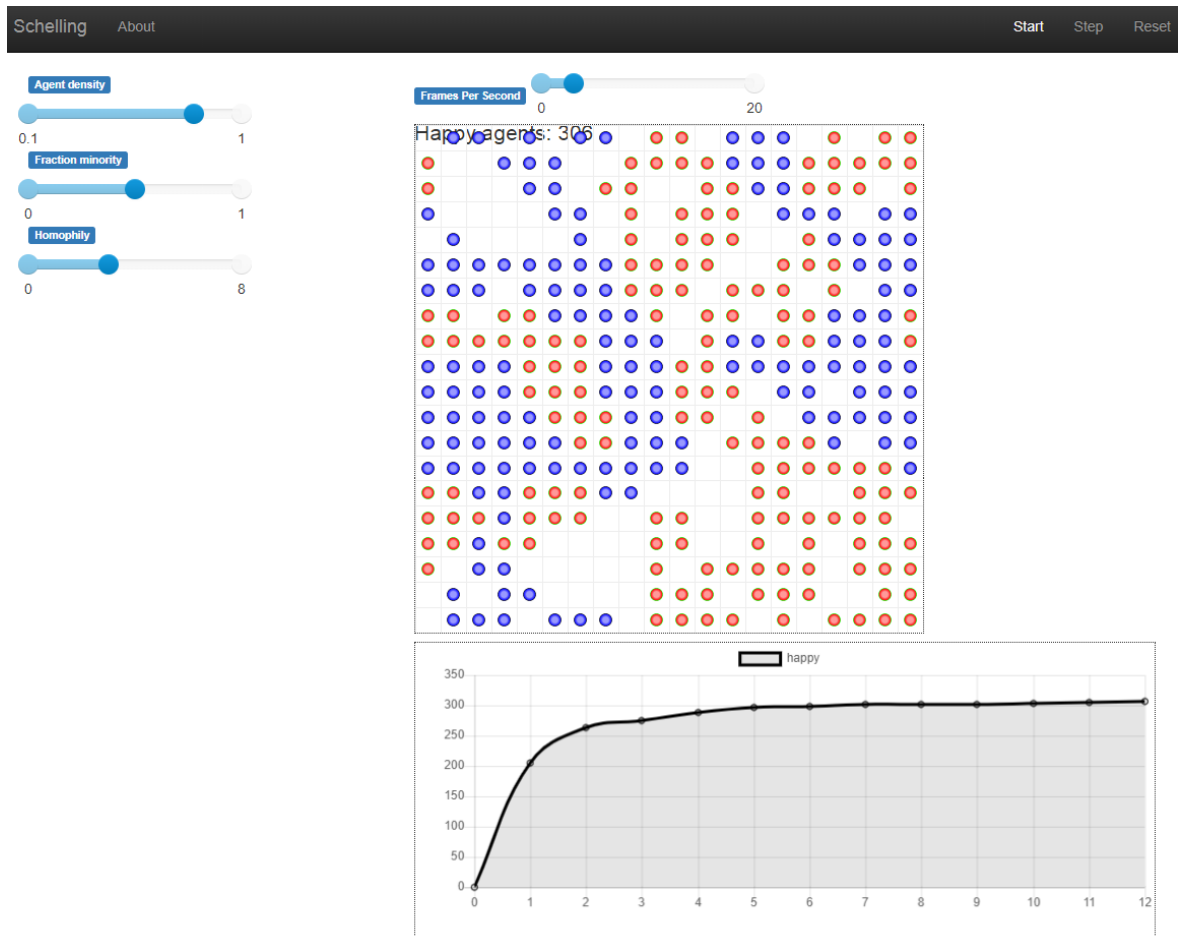 Schelling About Start Step Reset
Agent density
0.1 1
Fraction minority
0 1
Homophily
0 8
Frames Per Second
0 20
Happy agents: 306
happy
350
300
250
200
150
100
50
0
0 1 2 3 4 5 6 7 8 9 10 11 12